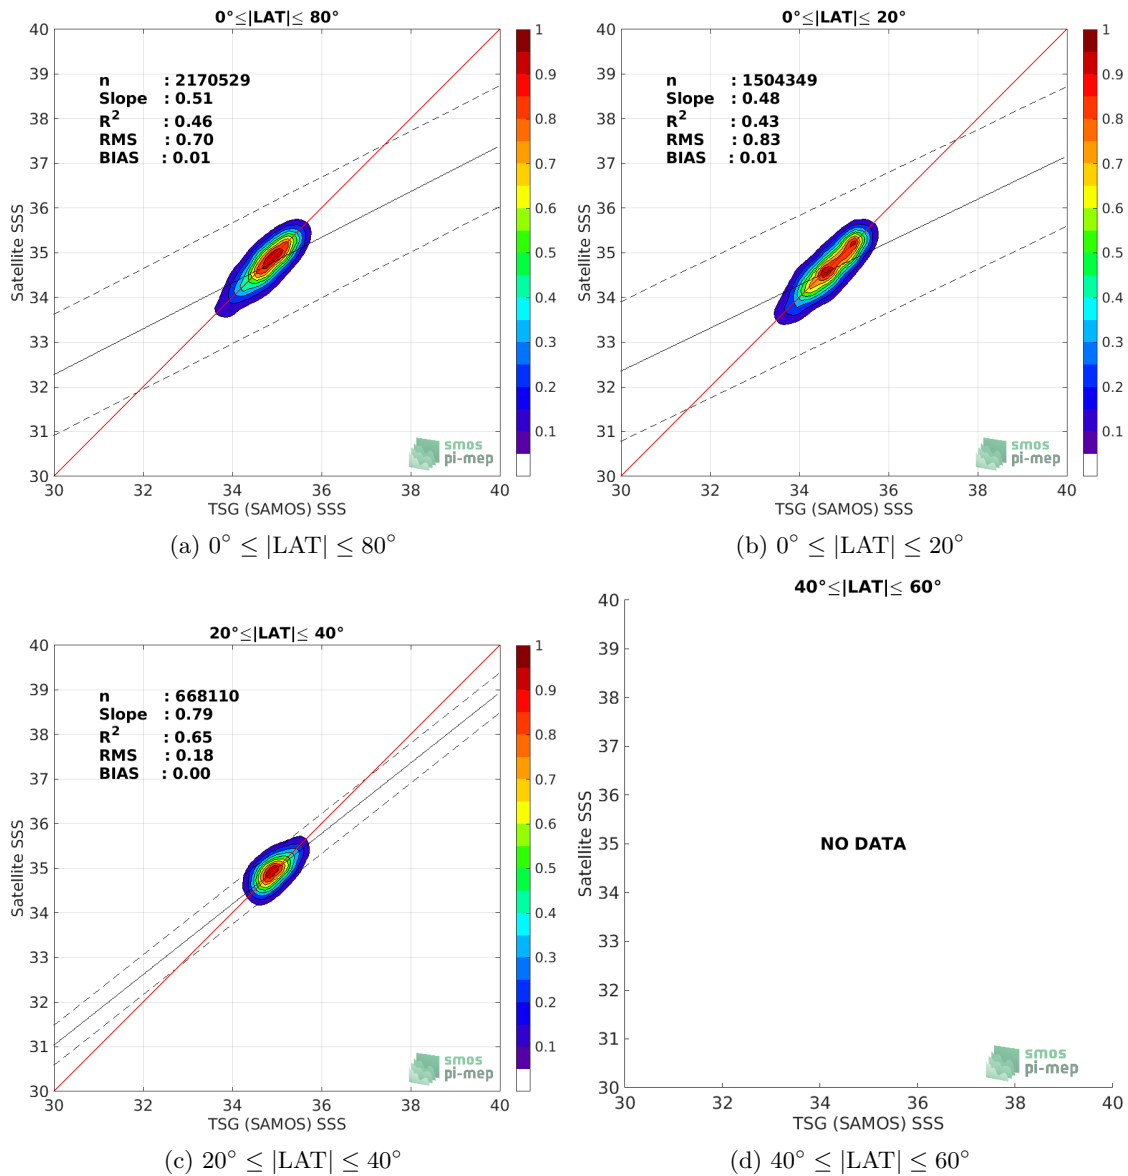 0°≤|LAT|≤ 80°
40
39
38
37
36
35
34
33
32
31
30
Satellite SSS
n : 2170529
Slope : 0.51
R2 : 0.46
RMS : 0.70
BIAS : 0.01
smos
pi-mep
30 32 34 36 38 40
TSG (SAMOS) SSS
1
0.9
0.8
0.7
0.6
0.5
0.4
0.3
0.2
0.1
(a) 0° ≤ |LAT| ≤ 80°
0°≤|LAT|≤ 20°
40
39
38
37
36
35
34
33
32
31
30
Satellite SSS
n : 1504349
Slope : 0.48
R2 : 0.43
RMS : 0.83
BIAS : 0.01
smos
pi-mep
30 32 34 36 38 40
TSG (SAMOS) SSS
1
0.9
0.8
0.7
0.6
0.5
0.4
0.3
0.2
0.1
(b) 0° ≤ |LAT| ≤ 20°
20°≤|LAT|≤ 40°
40
39
38
37
36
35
34
33
32
31
30
Satellite SSS
n : 668110
Slope : 0.79
R2 : 0.65
RMS : 0.18
BIAS : 0.00
smos
pi-mep
30 32 34 36 38 40
TSG (SAMOS) SSS
1
0.9
0.8
0.7
0.6
0.5
0.4
0.3
0.2
0.1
(c) 20° ≤ |LAT| ≤ 40°
40°≤|LAT|≤ 60°
40
39
38
37
36
35
34
33
32
31
30
Satellite SSS
NO DATA
smos
pi-mep
30 32 34 36 38 40
TSG (SAMOS) SSS
(d) 40° ≤ |LAT| ≤ 60°